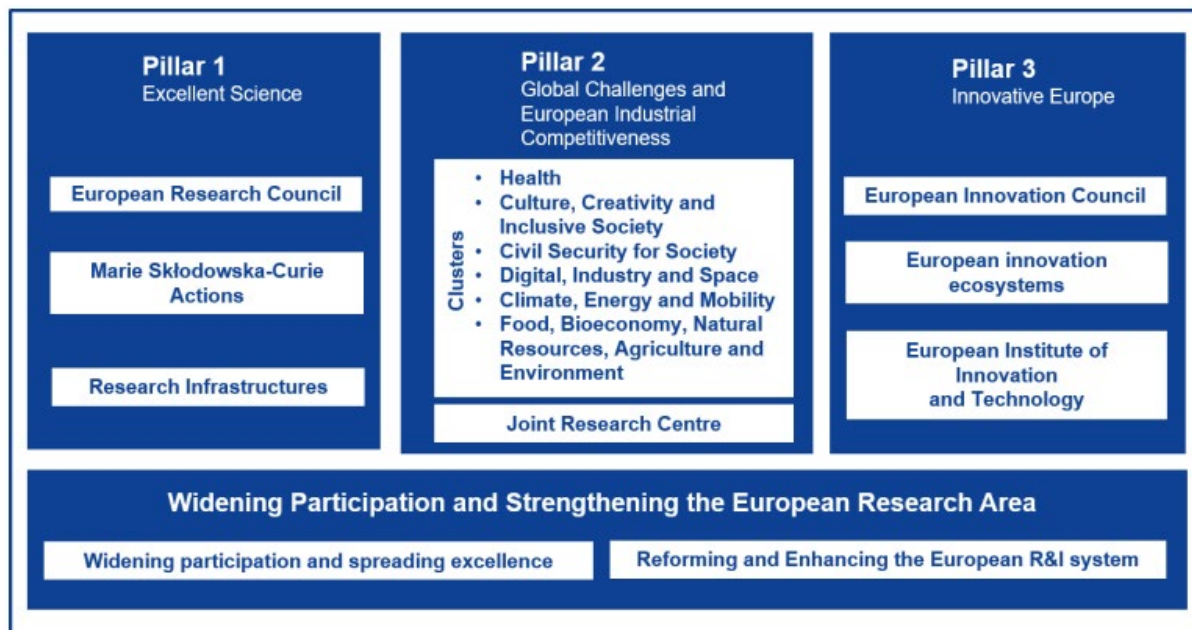 Pillar 1
Excellent Science
European Research Council
Marie Skłodowska-Curie
Actions
Research Infrastructures
Pillar 2
Global Challenges and
European Industrial
Competitiveness
Clusters
• Health
• Culture, Creativity and
Inclusive Society
• Civil Security for Society
• Digital, Industry and Space
• Climate, Energy and Mobility
• Food, Bioeconomy, Natural
Resources, Agriculture and
Environment
Joint Research Centre
Pillar 3
Innovative Europe
European Innovation Council
European innovation
ecosystems
European Institute of
Innovation
and Technology
Widening Participation and Strengthening the European Research Area
Widening participation and spreading excellence
Reforming and Enhancing the European R&I system